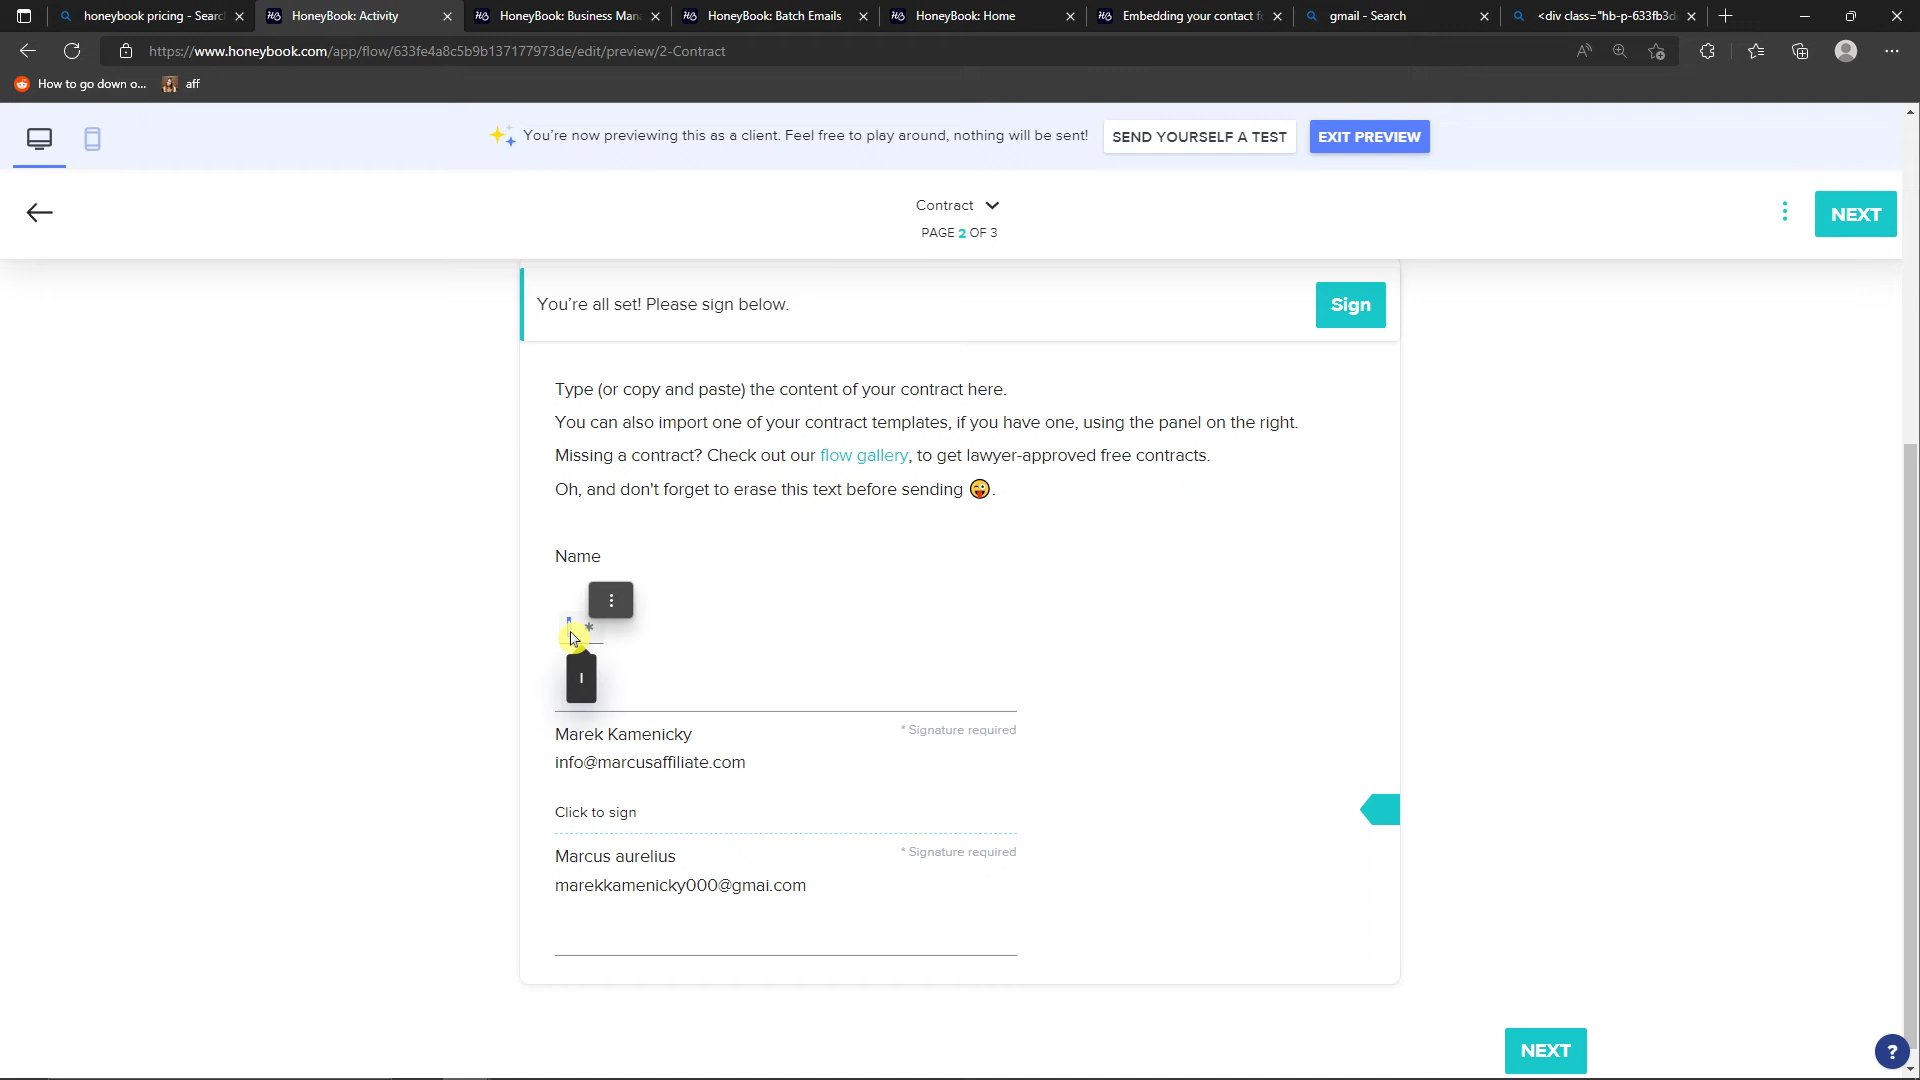 honeybook pricing - Searc
HoneyBook: Activity
HoneyBook: Business Man
HoneyBook: Batch Emails
HoneyBook: Home
Embedding your contact f
gmail - Search
<div class="hb-p-633fb3d
https://www.honeybook.com/app/flow/633fe4a8c5b9b137177973de/edit/preview/2-Contract
How to go down o...
aff
You're now previewing this as a client. Feel free to play around, nothing will be sent!
SEND YOURSELF A TEST
EXIT PREVIEW
Contract
PAGE 2 OF 3
NEXT
You're all set! Please sign below.
Sign
Type (or copy and paste) the content of your contract here.
You can also import one of your contract templates, if you have one, using the panel on the right.
Missing a contract? Check out our flow gallery, to get lawyer-approved free contracts.
Oh, and don't forget to erase this text before sending 😜.
Name
*
I
Marek Kamenicky
* Signature required
info@marcusaffiliate.com
Click to sign
Marcus aurelius
* Signature required
marekkamenicky000@gmai.com
NEXT
?